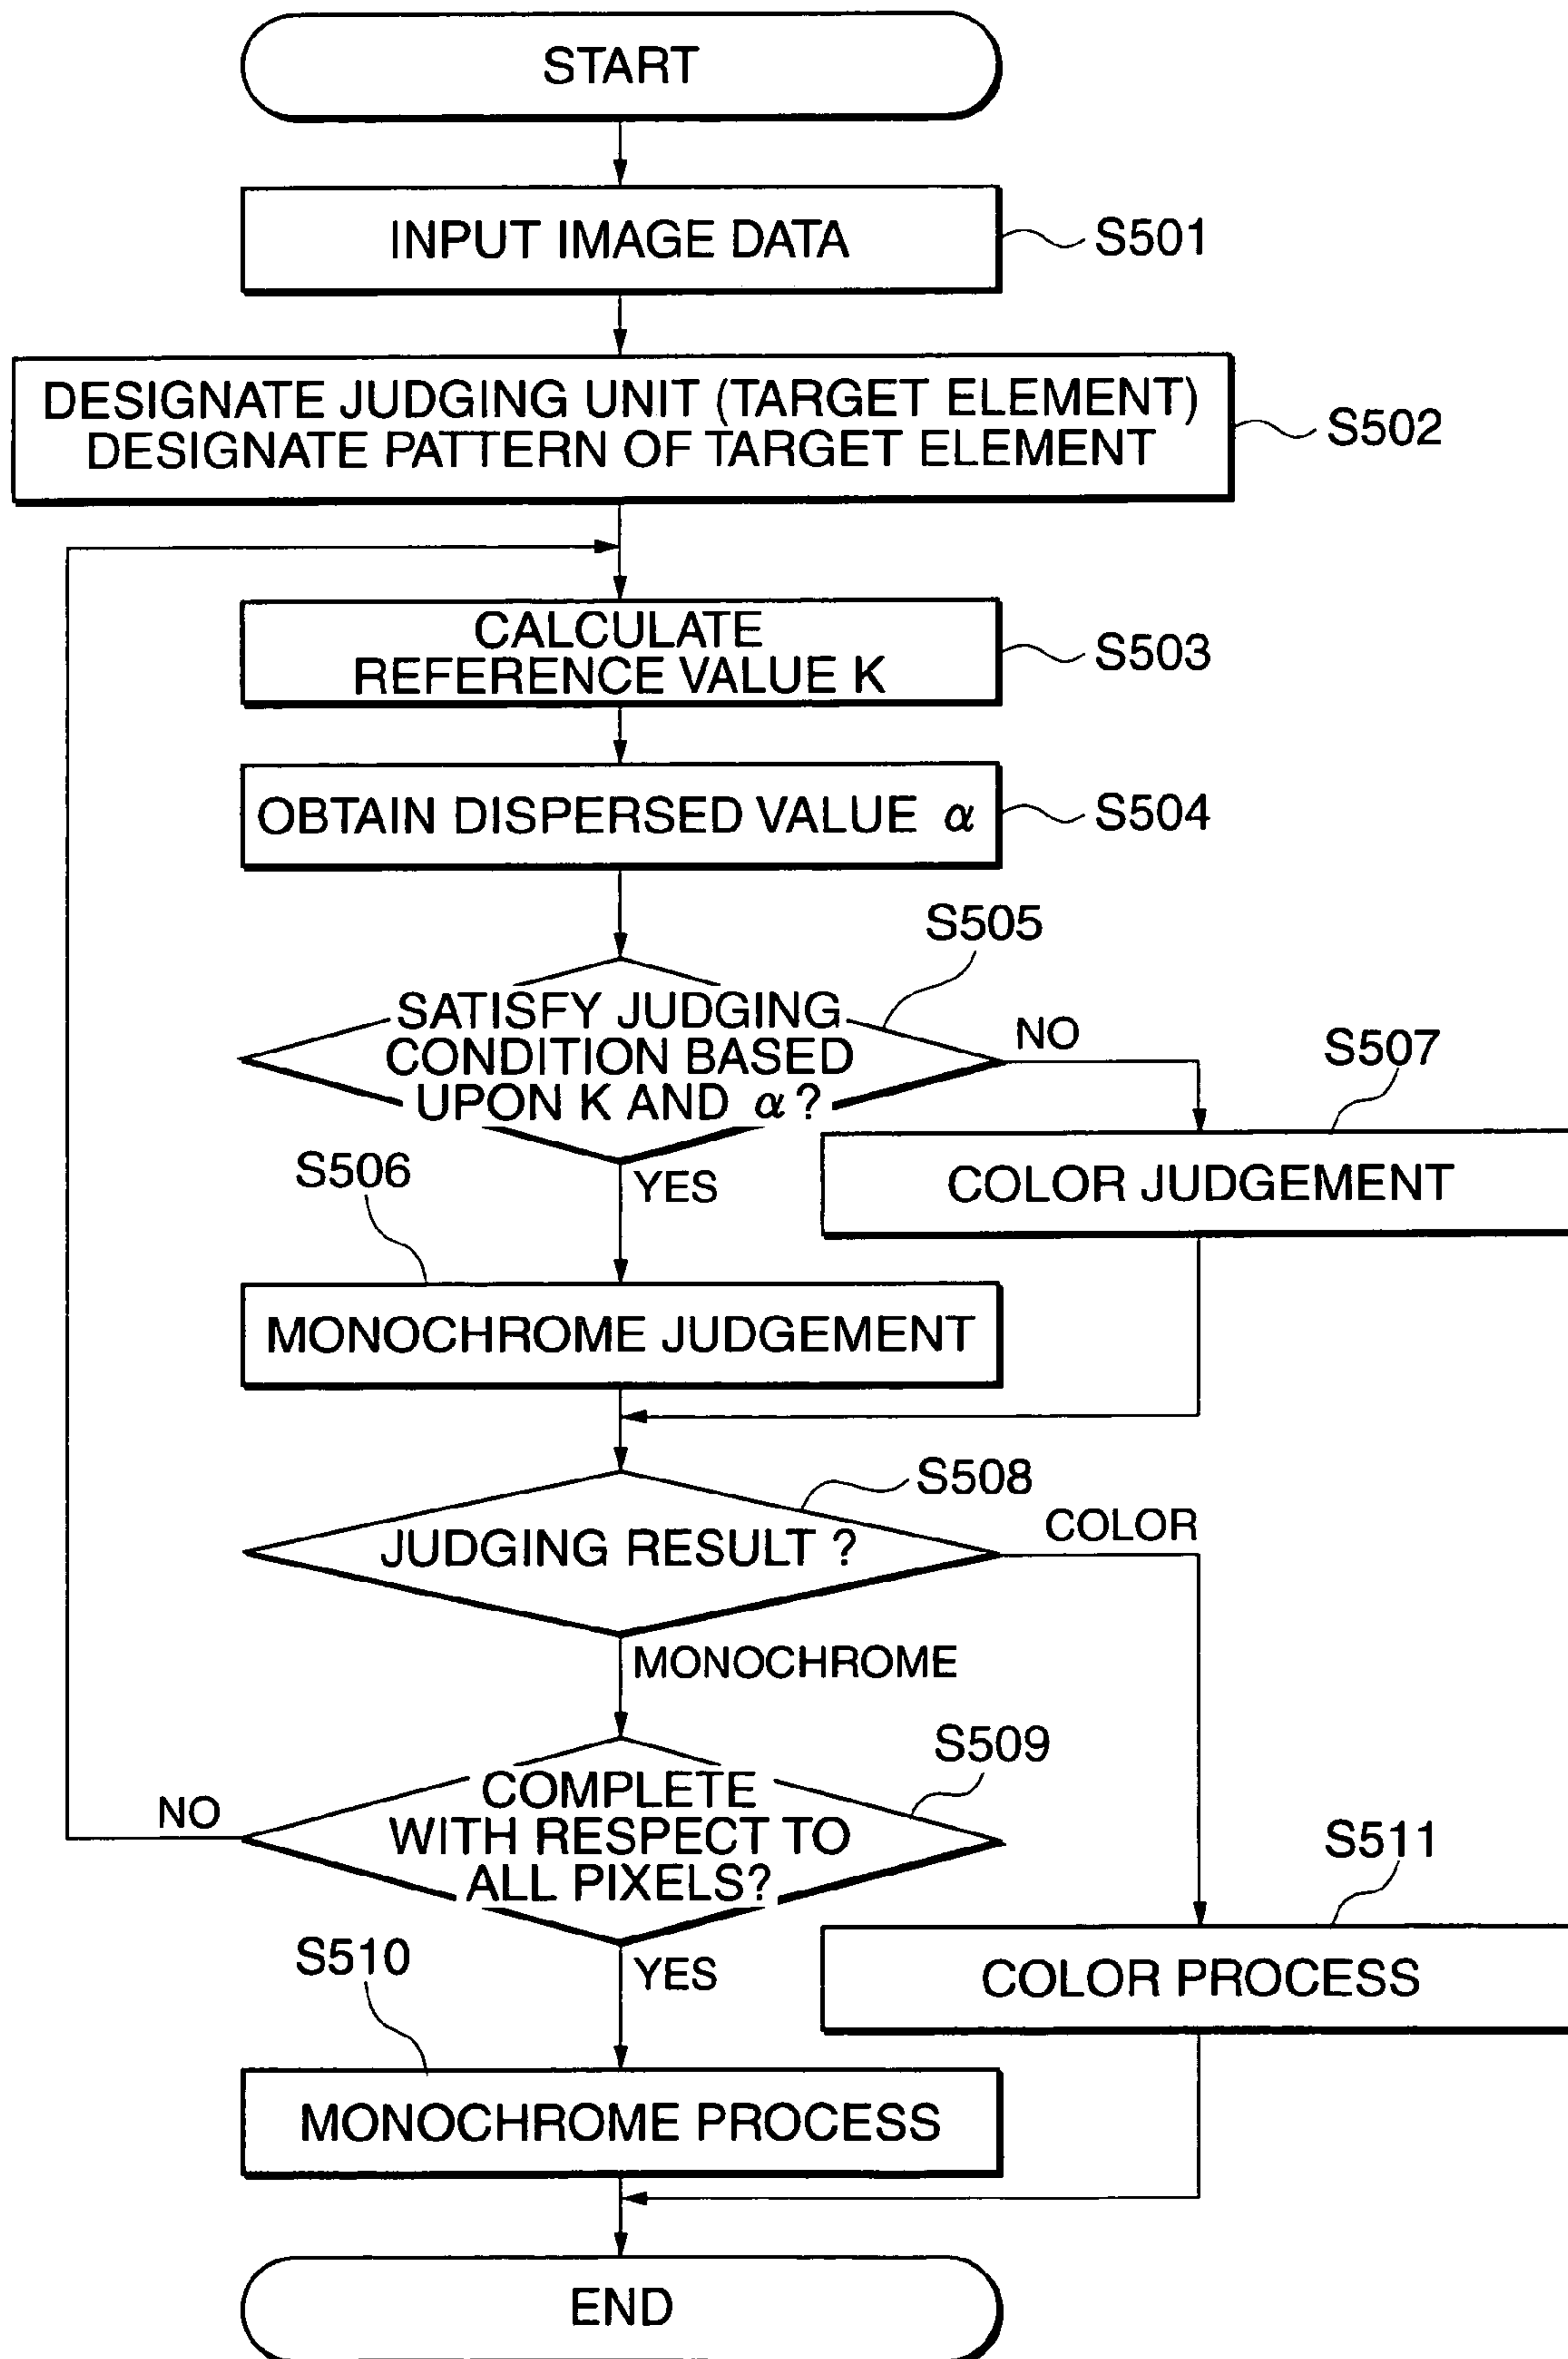 START
INPUT IMAGE DATA
S501
DESIGNATE JUDGING UNIT (TARGET ELEMENT)
DESIGNATE PATTERN OF TARGET ELEMENT
S502
CALCULATE
REFERENCE VALUE K
S503
OBTAIN DISPERSED VALUE α
S504
S505
SATISFY JUDGING
CONDITION BASED
UPON K AND α?
NO
S507
COLOR JUDGEMENT
YES
S506
MONOCHROME JUDGEMENT
S508
JUDGING RESULT ?
COLOR
MONOCHROME
S509
COMPLETE
WITH RESPECT TO
ALL PIXELS?
NO
S511
COLOR PROCESS
YES
S510
MONOCHROME PROCESS
END